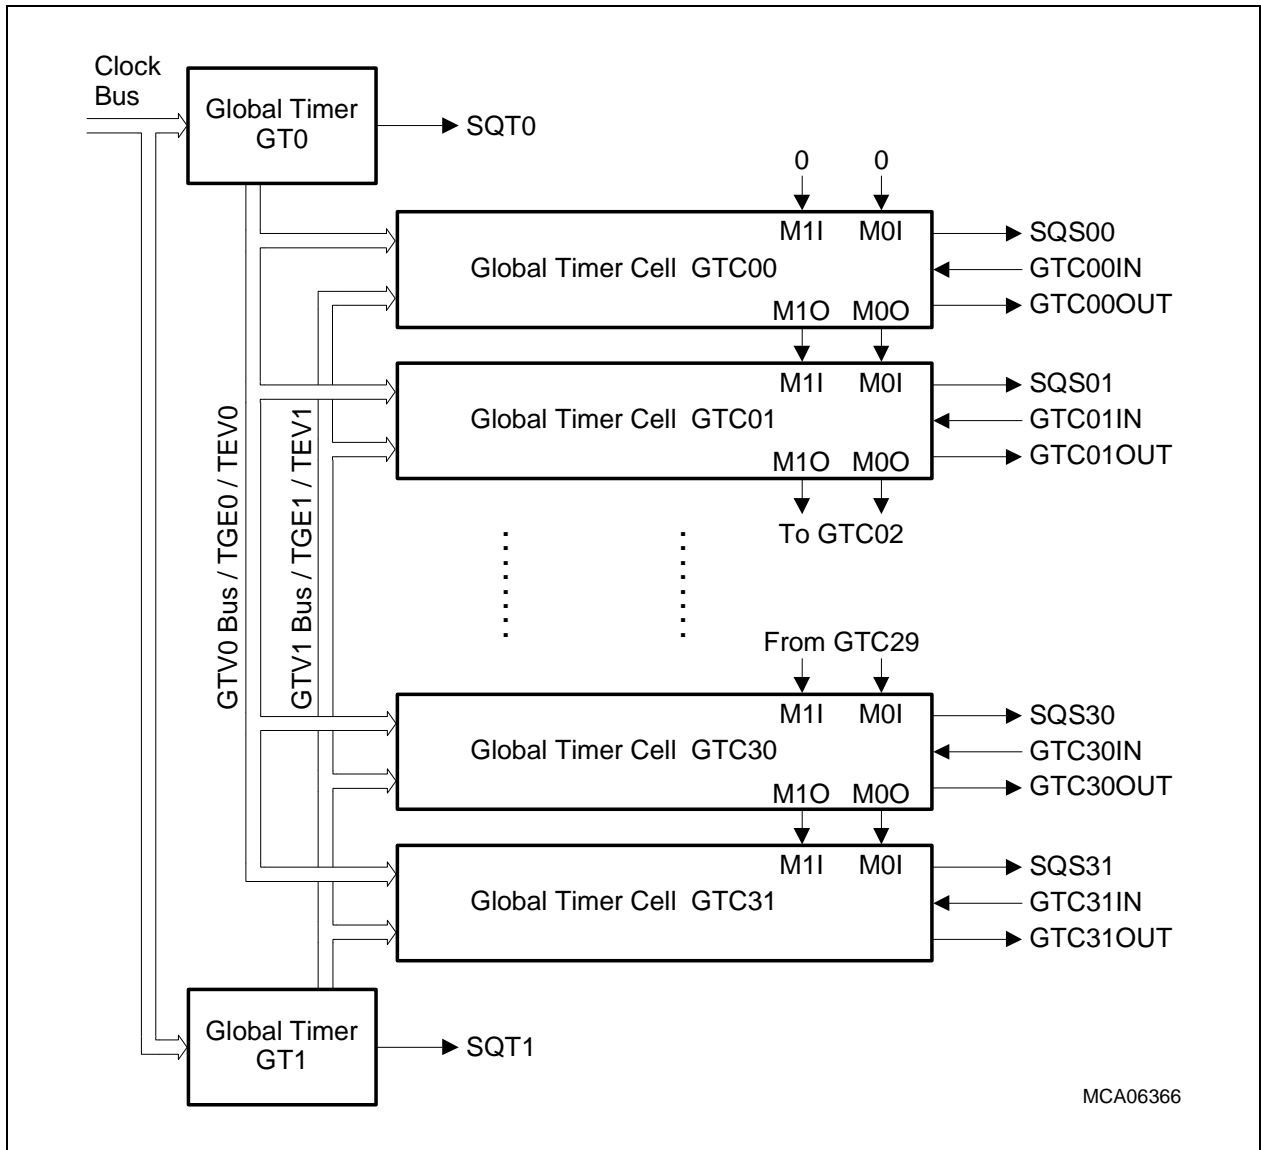 Clock
Bus
Global Timer
GT0
SQT0
0 0
M1I M0I
Global Timer Cell GTC00
M1O M0O
SQS00
GTC00IN
GTC00OUT
M1I M0I
Global Timer Cell GTC01
M1O M0O
SQS01
GTC01IN
GTC01OUT
To GTC02
GTV0 Bus / TGE0 / TEV0
GTV1 Bus / TGE1 / TEV1
From GTC29
M1I M0I
Global Timer Cell GTC30
M1O M0O
SQS30
GTC30IN
GTC30OUT
M1I M0I
Global Timer Cell GTC31
SQS31
GTC31IN
GTC31OUT
Global Timer
GT1
SQT1
MCA06366